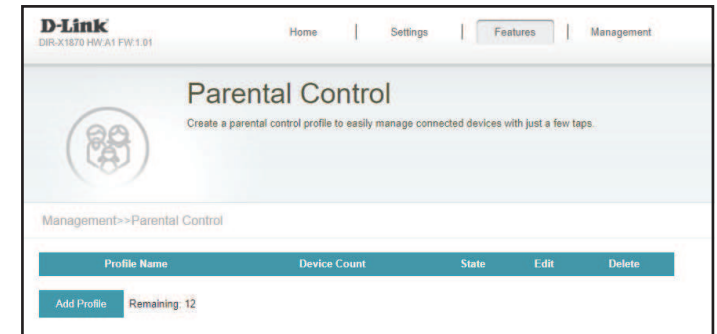 D-Link
DIR-X1870 HW:A1 FW:1.01
Home | Settings | Features | Management
Parental Control
Create a parental control profile to easily manage connected devices with just a few taps.
Management>>Parental Control
Profile Name Device Count State Edit Delete
Add Profile Remaining: 12